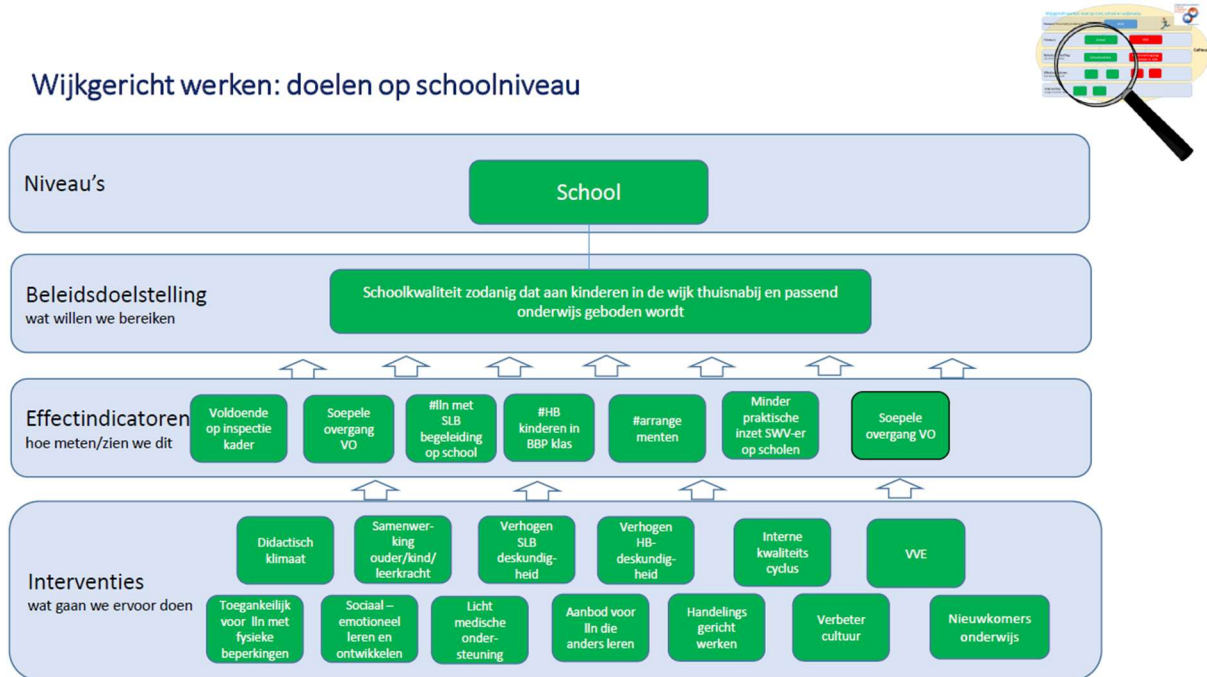 Wijkgericht werken: doelen op schoolniveau
Niveau's
School
Beleidsdoelstelling
wat willen we bereiken
Schoolkwaliteit zodanig dat aan kinderen in de wijk thuisnabij en passend
onderwijs geboden wordt
Effectindicatoren
hoe meten/zien we dit
Voldoende
op inspectie
kader
Soepele
overgang
VO
#lln met
SLB
begeleiding
op school
#HB
kinderen in
BBP klas
#arrange
menten
Minder
praktische
inzet SWV-er
op scholen
Soepele
overgang VO
Interventies
wat gaan we ervoor doen
Didactisch
klimaat
Samenwer-
king
ouder/kind/
leerkracht
Verhogen
SLB
deskundig-
heid
Verhogen
HB-
deskundig-
heid
Interne
kwaliteits
cyclus
VVE
Toegankeilijk
voor lln met
fysieke
beperkingen
Sociaal –
emotioneel
leren en
ontwikkelen
Licht
medische
onder-
steuning
Aanbod voor
lln die
anders leren
Handelings
gericht
werken
Verbeter
cultuur
Nieuwkomers
onderwijs